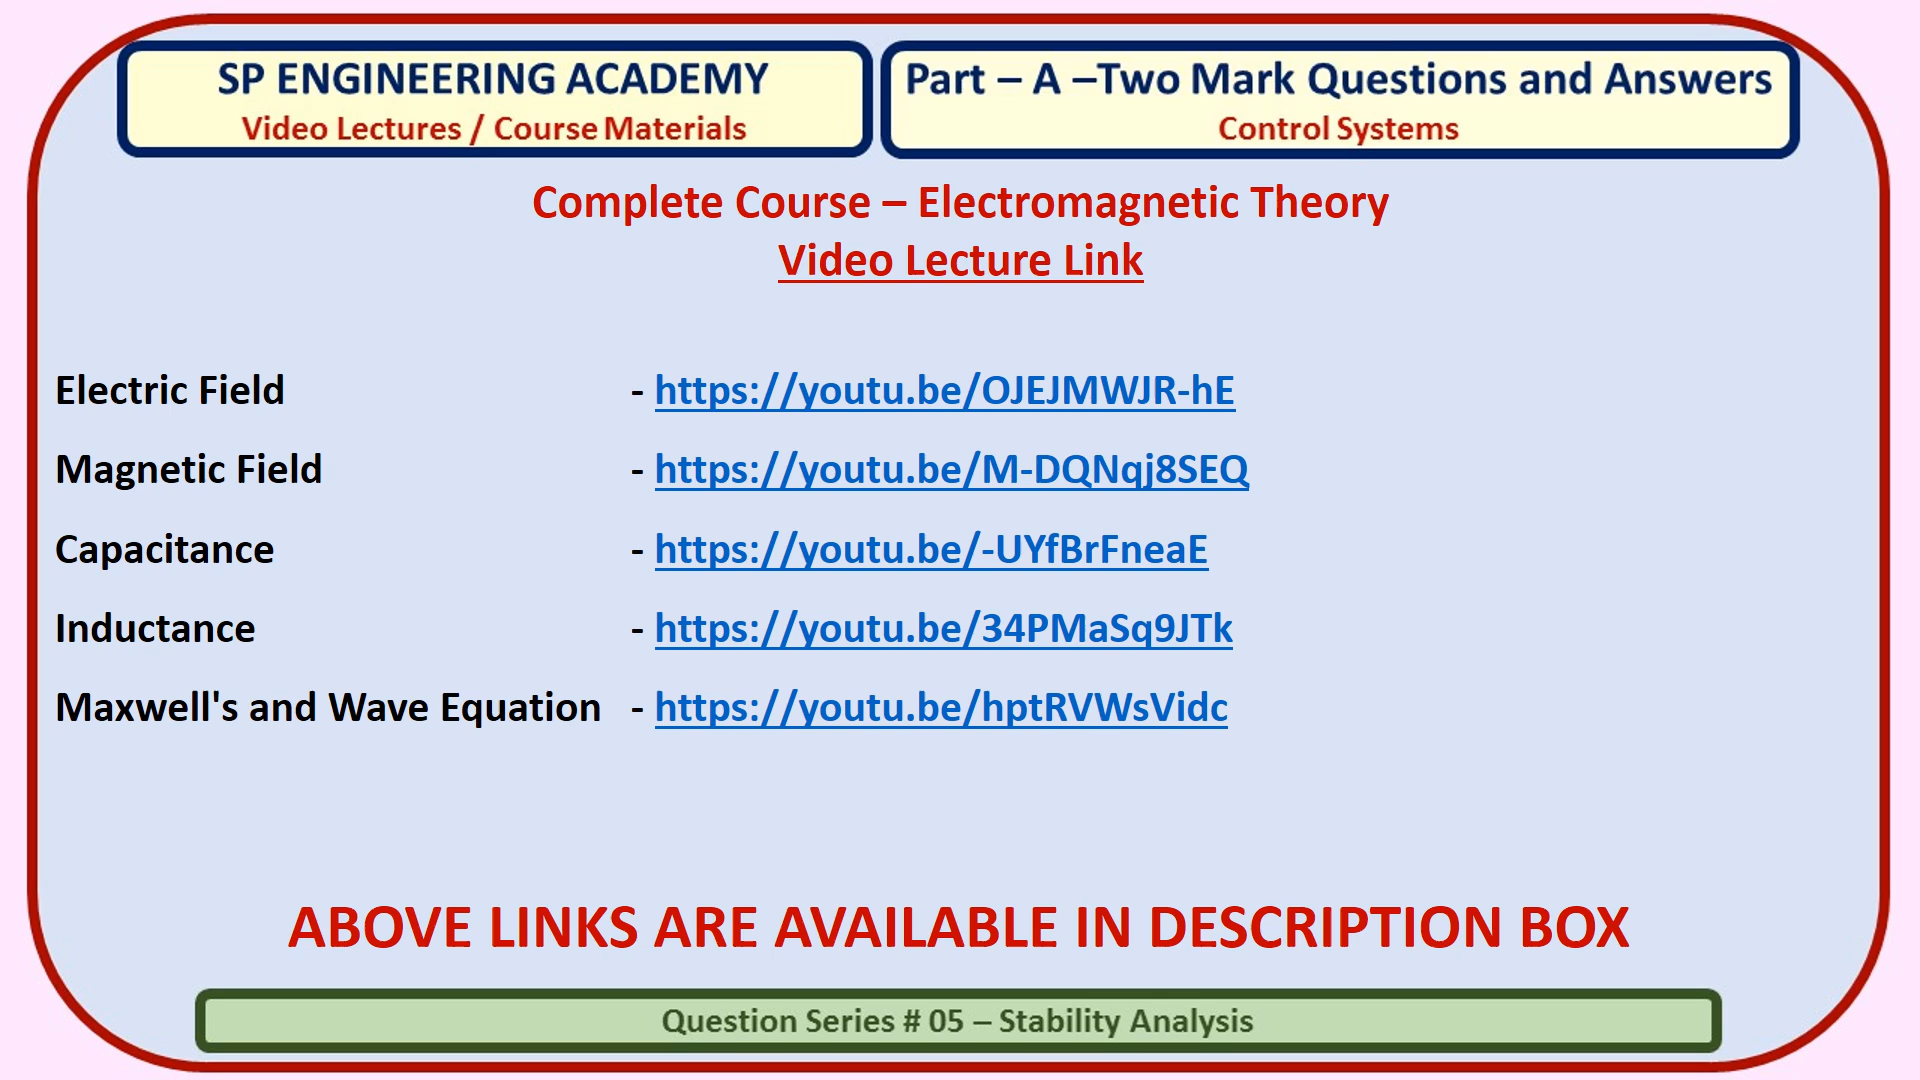 SP ENGINEERING ACADEMY
Video Lectures / Course Materials
Part – A –Two Mark Questions and Answers
Control Systems
Complete Course – Electromagnetic Theory
Video Lecture Link
Electric Field - https://youtu.be/OJEJMWJR-hE
Magnetic Field - https://youtu.be/M-DQNqj8SEQ
Capacitance - https://youtu.be/-UYfBrFneaE
Inductance - https://youtu.be/34PMaSq9JTk
Maxwell's and Wave Equation - https://youtu.be/hptRVWsVidc
ABOVE LINKS ARE AVAILABLE IN DESCRIPTION BOX
Question Series # 05 – Stability Analysis